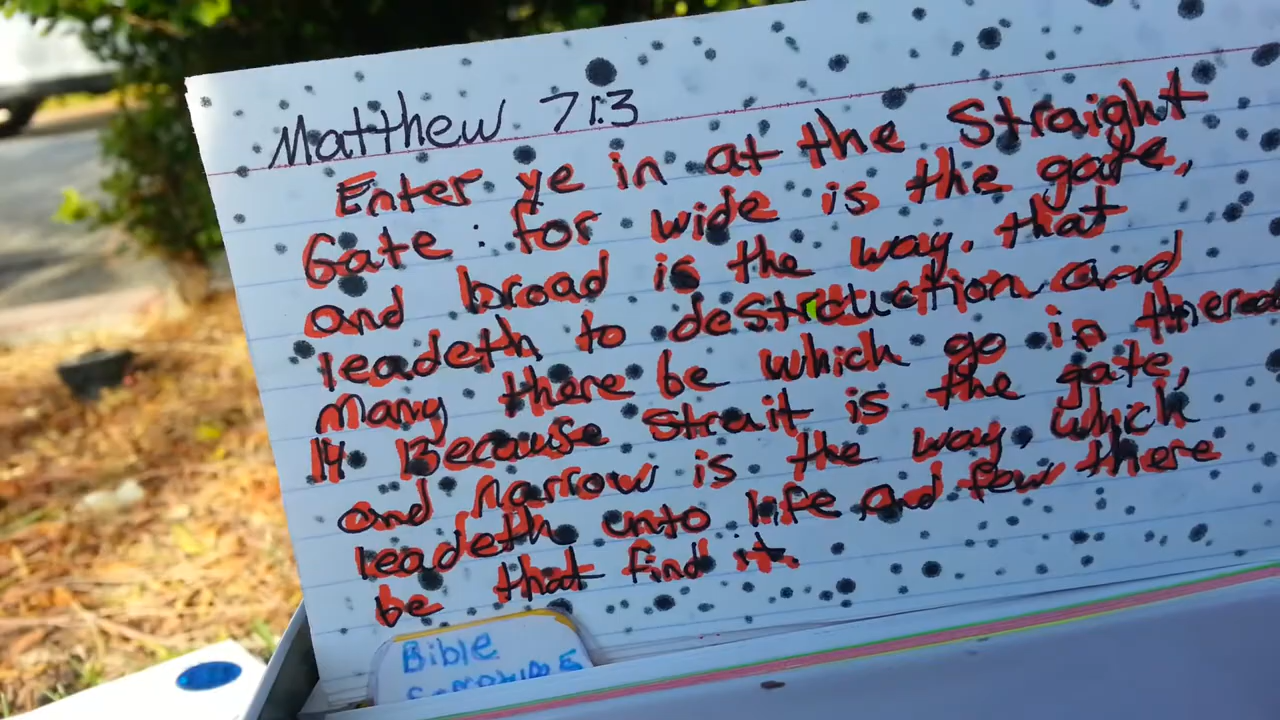 Matthew 7:13
Enter ye in at the Straight
Gate: for wide is the gate,
and broad is the way. that
leadeth to destruction and
Many there be which go in thereat
14 Because strait is the gate,
and narrow is the way, which
leadeth unto life and few there
be that find it.
Bible